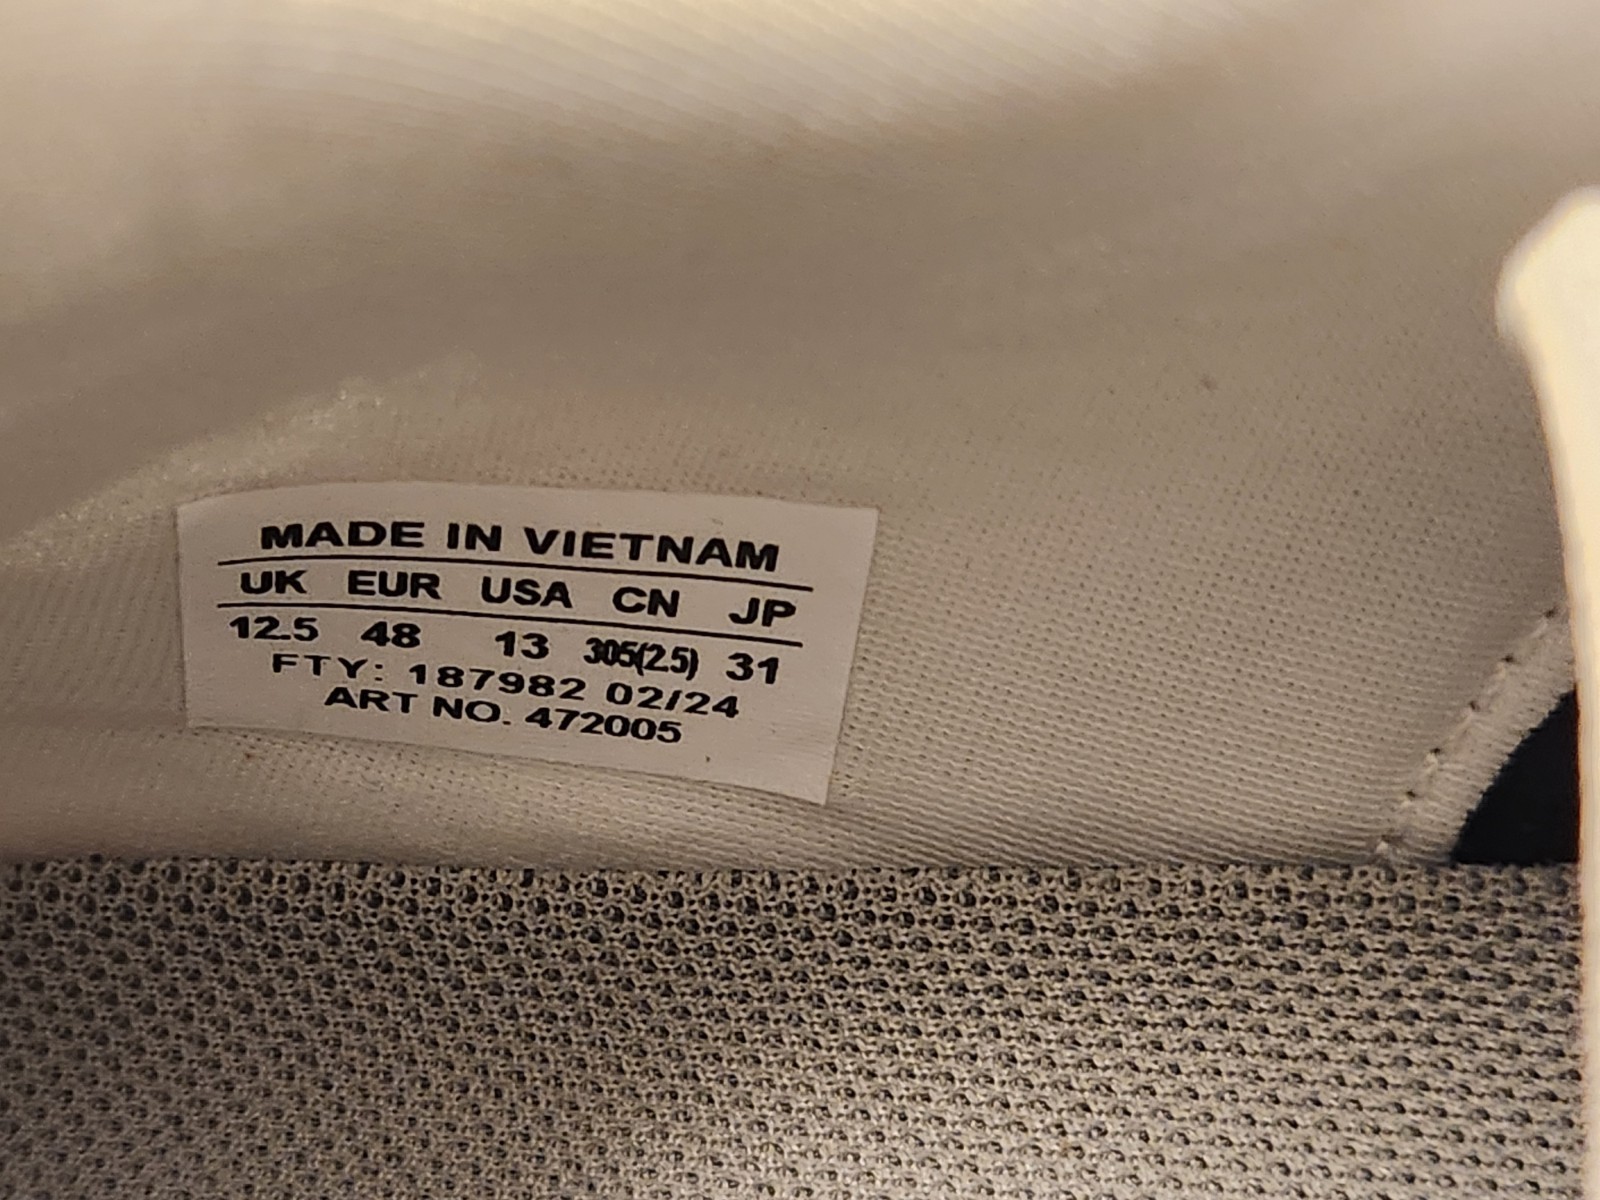 MADE IN VIETNAM
UK EUR USA CN JP
12.5 48 13 305(2.5) 31
FTY: 187982 02/24
ART NO. 472005